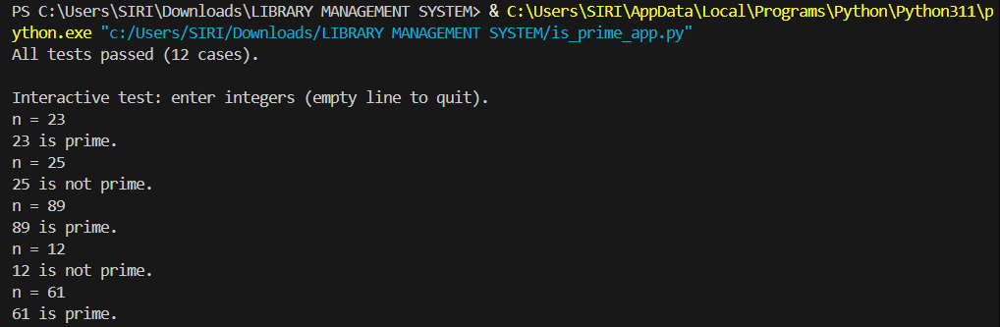 PS C:\Users\SIRI\Downloads\LIBRARY MANAGEMENT SYSTEM> & C:\Users\SIRI\AppData\Local\Programs\Python\Python311\p
ython.exe "c:/Users/SIRI/Downloads/LIBRARY MANAGEMENT SYSTEM/is_prime_app.py"
All tests passed (12 cases).
Interactive test: enter integers (empty line to quit).
n = 23
23 is prime.
n = 25
25 is not prime.
n = 89
89 is prime.
n = 12
12 is not prime.
n = 61
61 is prime.